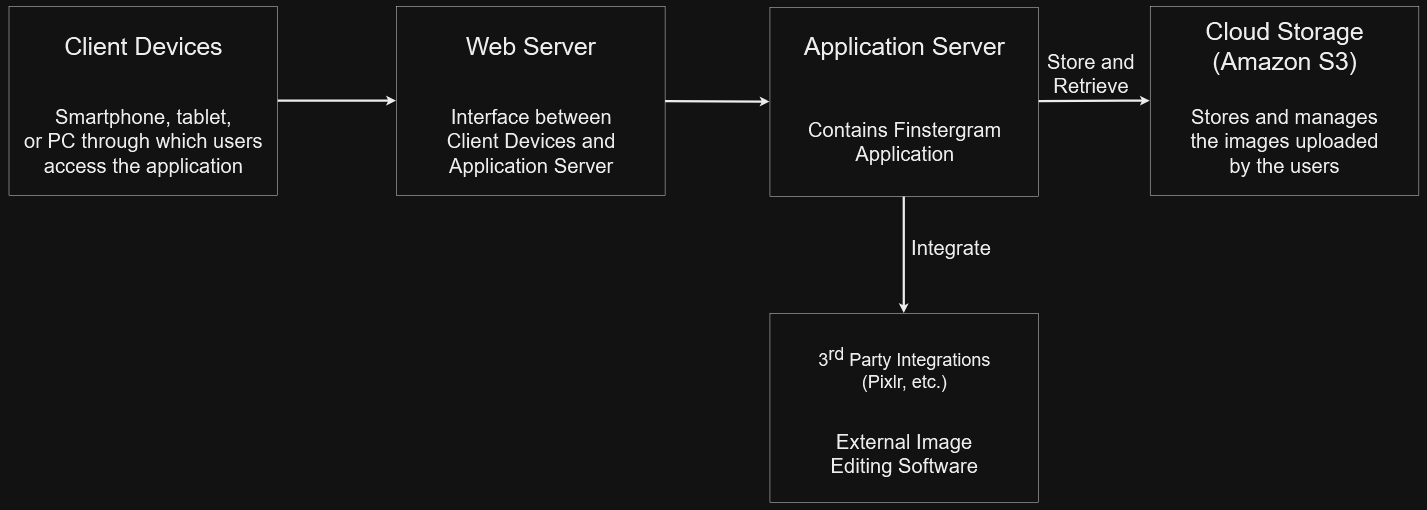 Client Devices
Smartphone, tablet,
or PC through which users
access the application
Web Server
Interface between
Client Devices and
Application Server
Application Server
Contains Finstergram
Application
Store and
Retrieve
Cloud Storage
(Amazon S3)
Stores and manages
the images uploaded
by the users
Integrate
3rd Party Integrations
(Pixlr, etc.)
External Image
Editing Software